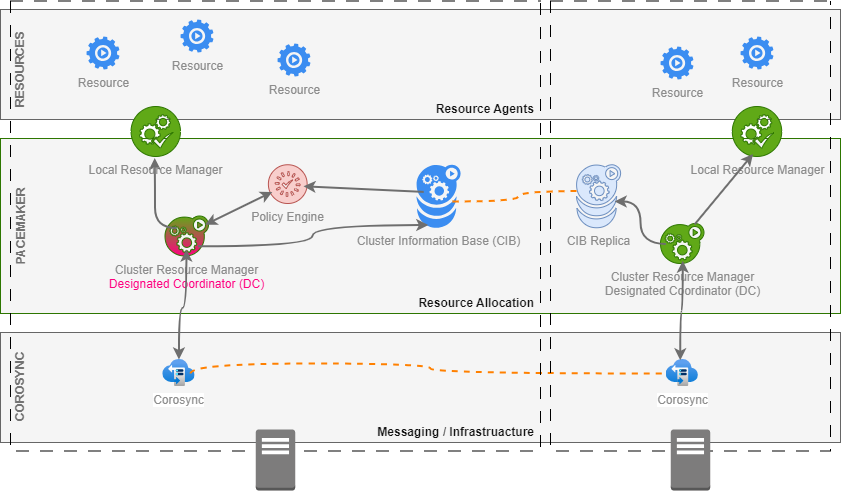 RESOURCES
Resource
Resource
Resource
Resource
Resource
Resource Agents
PACEMAKER
Local Resource Manager
Local Resource Manager
Policy Engine
Cluster Information Base (CIB)
CIB Replica
Cluster Resource Manager
Designated Coordinator (DC)
Cluster Resource Manager
Designated Coordinator (DC)
Resource Allocation
COROSYNC
Corosync
Corosync
Messaging / Infrastruacture